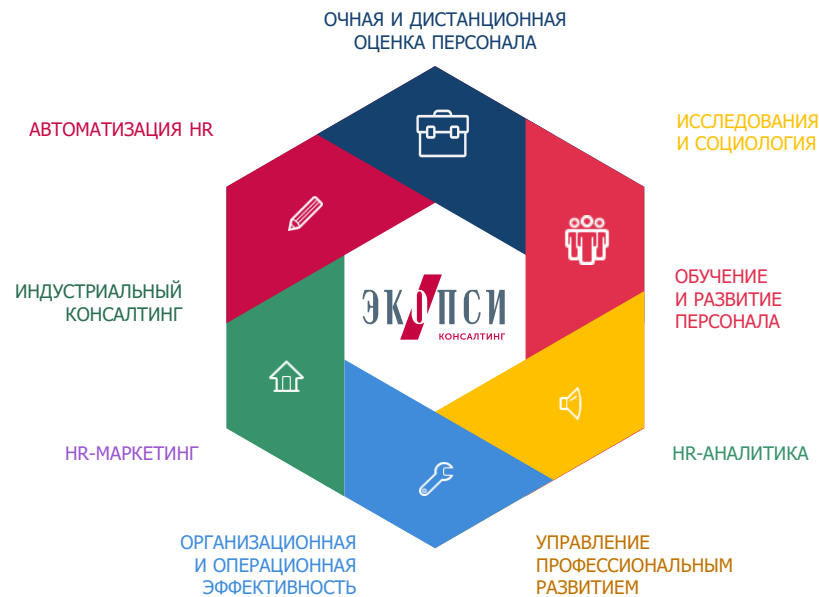 ОЧНАЯ И ДИСТАНЦИОННАЯ
ОЦЕНКА ПЕРСОНАЛА
АВТОМАТИЗАЦИЯ HR
ИССЛЕДОВАНИЯ
И СОЦИОЛОГИЯ
ИНДУСТРИАЛЬНЫЙ
КОНСАЛТИНГ
ЭКОПСИ
КОНСАЛТИНГ
ОБУЧЕНИЕ
И РАЗВИТИЕ
ПЕРСОНАЛА
HR-МАРКЕТИНГ
HR-АНАЛИТИКА
ОРГАНИЗАЦИОННАЯ
И ОПЕРАЦИОННАЯ
ЭФФЕКТИВНОСТЬ
УПРАВЛЕНИЕ
ПРОФЕССИОНАЛЬНЫМ
РАЗВИТИЕМ